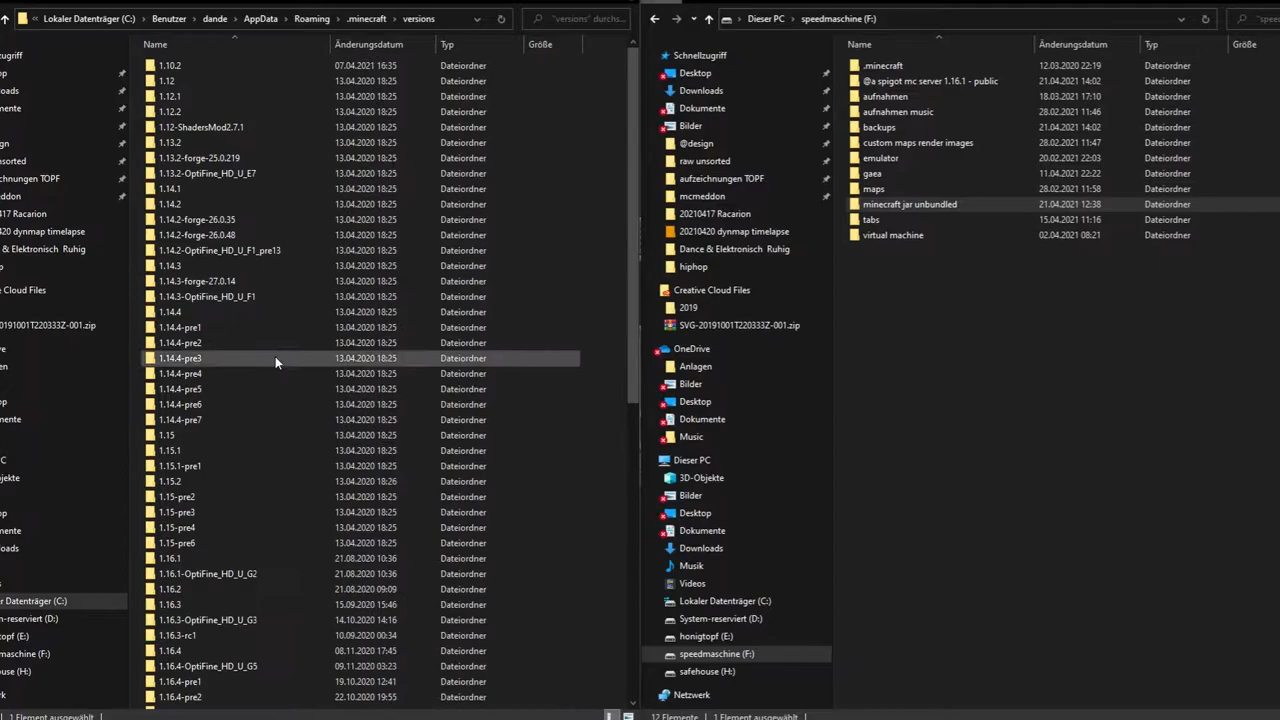 Lokaler Datenträger (C:) › Benutzer › dande › AppData › Roaming › .minecraft › versions
"versions" durchs...
Name Änderungsdatum Typ Größe
1.10.2 07.04.2021 16:35 Dateiordner
1.12 13.04.2020 18:25 Dateiordner
1.12.1 13.04.2020 18:25 Dateiordner
1.12.2 13.04.2020 18:25 Dateiordner
1.12-ShadersMod2.7.1 13.04.2020 18:25 Dateiordner
1.13.2 13.04.2020 18:25 Dateiordner
1.13.2-forge-25.0.219 13.04.2020 18:25 Dateiordner
1.13.2-OptiFine_HD_U_E7 13.04.2020 18:25 Dateiordner
1.14.1 13.04.2020 18:25 Dateiordner
1.14.2 13.04.2020 18:25 Dateiordner
1.14.2-forge-26.0.35 13.04.2020 18:25 Dateiordner
1.14.2-forge-26.0.48 13.04.2020 18:25 Dateiordner
1.14.2-OptiFine_HD_U_F1_pre13 13.04.2020 18:25 Dateiordner
1.14.3 13.04.2020 18:25 Dateiordner
1.14.3-forge-27.0.14 13.04.2020 18:25 Dateiordner
1.14.3-OptiFine_HD_U_F1 13.04.2020 18:25 Dateiordner
1.14.4 13.04.2020 18:25 Dateiordner
1.14.4-pre1 13.04.2020 18:25 Dateiordner
1.14.4-pre2 13.04.2020 18:25 Dateiordner
1.14.4-pre3 13.04.2020 18:25 Dateiordner
1.14.4-pre4 13.04.2020 18:25 Dateiordner
1.14.4-pre5 13.04.2020 18:25 Dateiordner
1.14.4-pre6 13.04.2020 18:25 Dateiordner
1.14.4-pre7 13.04.2020 18:25 Dateiordner
1.15 13.04.2020 18:25 Dateiordner
1.15.1 13.04.2020 18:25 Dateiordner
1.15.1-pre1 13.04.2020 18:25 Dateiordner
1.15.2 13.04.2020 18:26 Dateiordner
1.15-pre2 13.04.2020 18:25 Dateiordner
1.15-pre3 13.04.2020 18:25 Dateiordner
1.15-pre4 13.04.2020 18:25 Dateiordner
1.15-pre6 13.04.2020 18:25 Dateiordner
1.16.1 21.08.2020 10:36 Dateiordner
1.16.1-OptiFine_HD_U_G2 21.08.2020 10:36 Dateiordner
1.16.2 21.08.2020 09:09 Dateiordner
1.16.3 15.09.2020 15:46 Dateiordner
1.16.3-OptiFine_HD_U_G3 14.10.2020 14:16 Dateiordner
1.16.3-rc1 10.09.2020 00:34 Dateiordner
1.16.4 08.11.2020 17:45 Dateiordner
1.16.4-OptiFine_HD_U_G5 09.11.2020 03:23 Dateiordner
1.16.4-pre1 19.10.2020 12:41 Dateiordner
1.16.4-pre2 22.10.2020 19:55 Dateiordner
1 Element ausgewählt
ugriff
nsorted
chnungen TOPF
eddon
417 Racarion
420 dynmap timelapse
& Elektronisch Ruhig
Cloud Files
20191001T220333Z-001.zip
er Datenträger (C:)
m-reserviert (D:)
topf (E:)
maschine (F:)
ouse (H:)
Dieser PC › speedmaschine (F:)
Name Änderungsdatum Typ Größe
.minecraft 12.03.2020 22:19 Dateiordner
@a spigot mc server 1.16.1 - public 21.04.2021 14:02 Dateiordner
aufnahmen 18.03.2021 17:10 Dateiordner
aufnahmen music 28.02.2021 11:46 Dateiordner
backups 21.04.2021 14:02 Dateiordner
custom maps render images 28.02.2021 11:47 Dateiordner
emulator 20.02.2021 22:03 Dateiordner
gaea 11.04.2021 22:22 Dateiordner
maps 28.02.2021 11:58 Dateiordner
minecraft jar unbundled 21.04.2021 12:38 Dateiordner
tabs 15.04.2021 11:16 Dateiordner
virtual machine 02.04.2021 08:21 Dateiordner
Schnellzugriff
Desktop
Downloads
Dokumente
Bilder
@design
raw unsorted
aufzeichnungen TOPF
mcmeddon
20210417 Racarion
20210420 dynmap timelapse
Dance & Elektronisch Ruhig
hiphop
Creative Cloud Files
2019
SVG-20191001T220333Z-001.zip
OneDrive
Anlagen
Bilder
Desktop
Dokumente
Music
Dieser PC
3D-Objekte
Bilder
Desktop
Dokumente
Downloads
Musik
Videos
Lokaler Datenträger (C:)
System-reserviert (D:)
honigtopf (E:)
speedmaschine (F:)
safehouse (H:)
Netzwerk
12 Elemente 1 Element ausgewählt